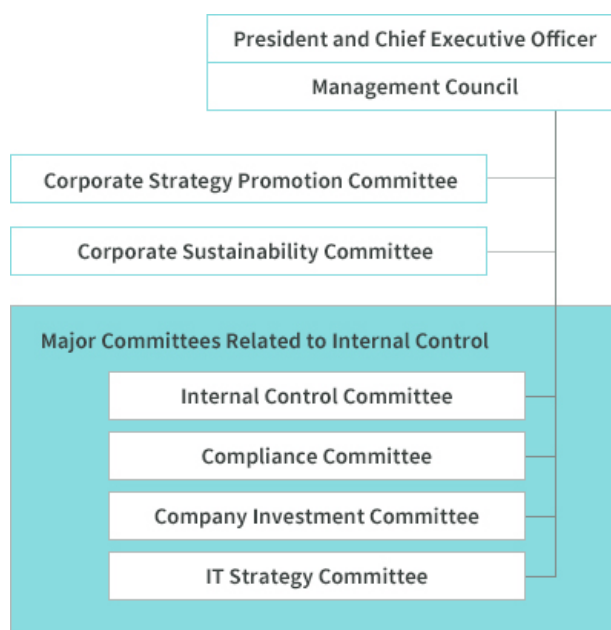 President and Chief Executive Officer
Management Council
Corporate Strategy Promotion Committee
Corporate Sustainability Committee
Major Committees Related to Internal Control
Internal Control Committee
Compliance Committee
Company Investment Committee
IT Strategy Committee